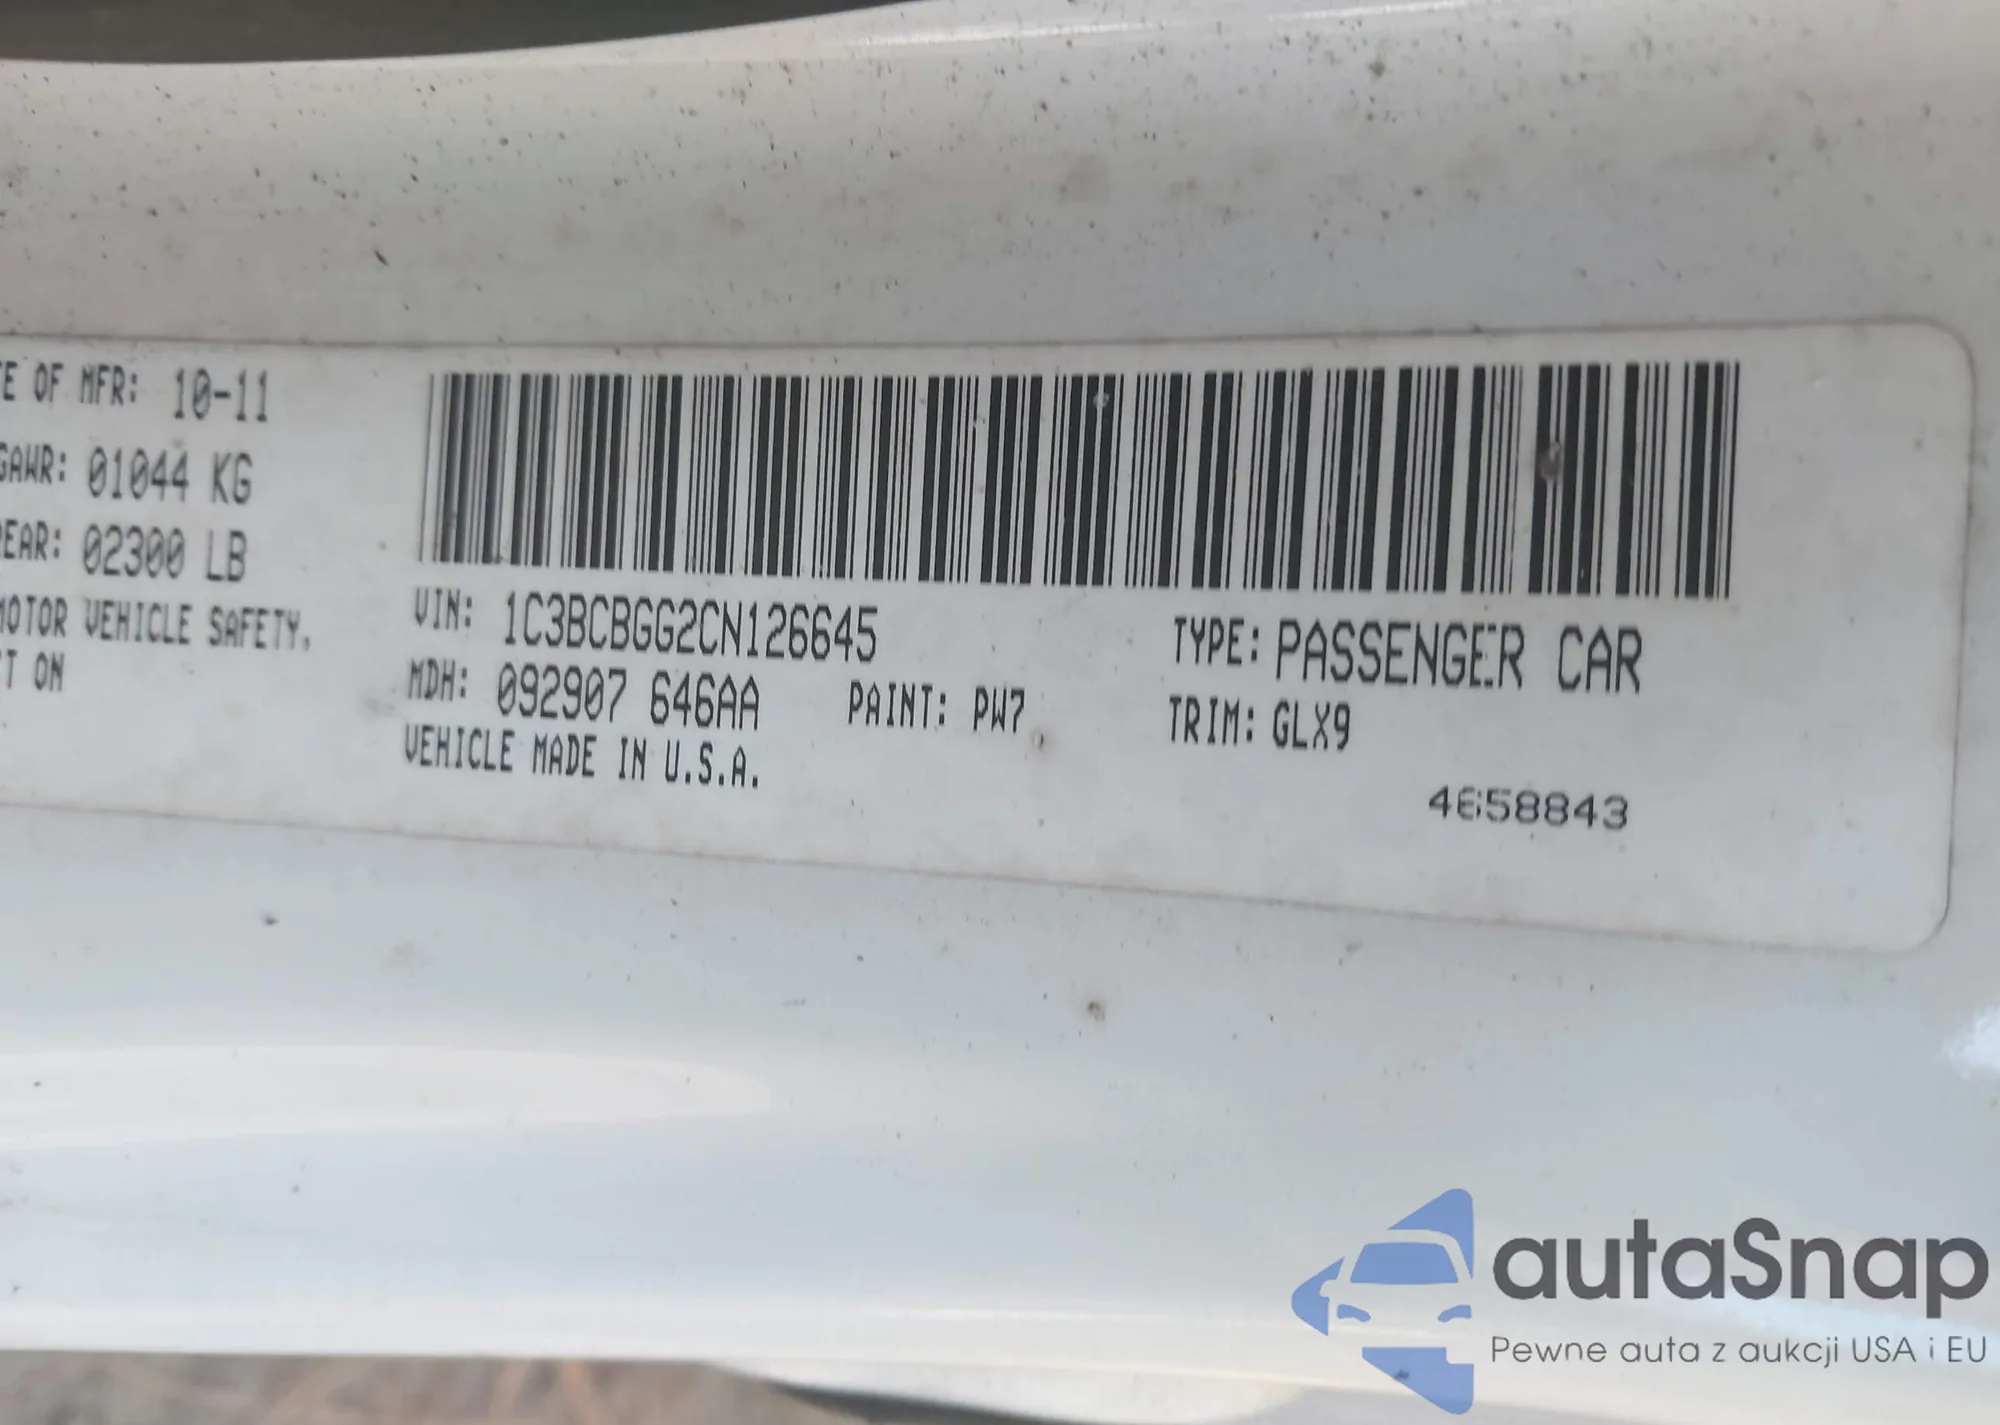 E OF MFR: 10-11
GAWR: 01044 KG
EAR: 02300 LB
MOTOR VEHICLE SAFETY,
T ON
VIN: 1C3BCBGG2CN126645
TYPE: PASSENGER CAR
MDH: 092907 646AA PAINT: PW7
TRIM: GLX9
VEHICLE MADE IN U.S.A.
4658843
autaSnap
Pewne auta z aukcji USA i EU